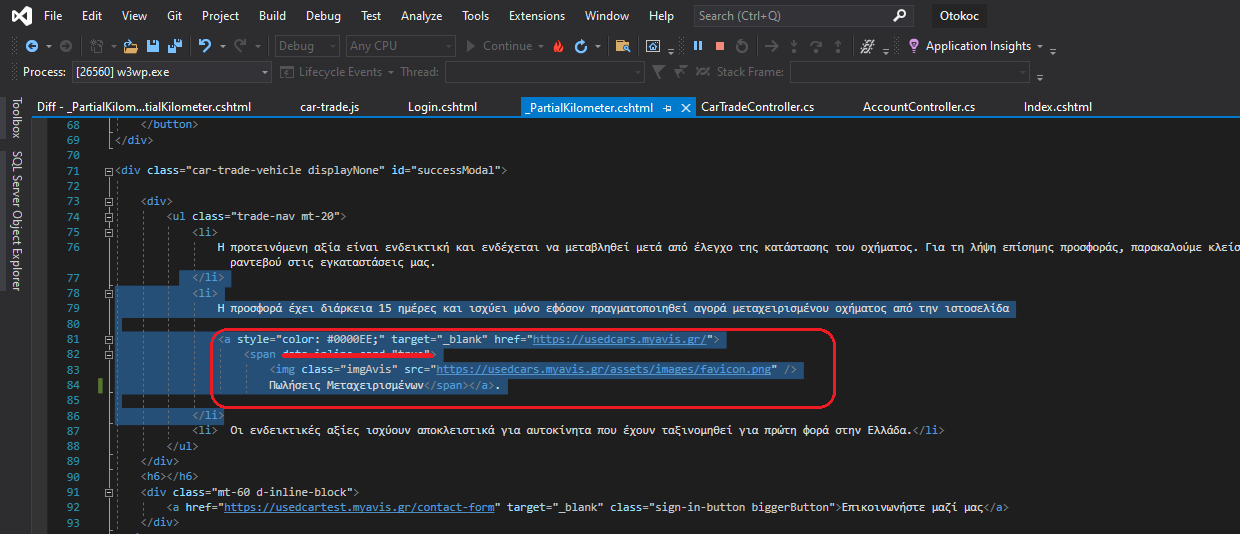 File Edit View Git Project Build Debug Test Analyze Tools Extensions Window Help Search (Ctrl+Q) Otokoc
Debug Any CPU Continue Application Insights
Process: [26560] w3wp.exe Lifecycle Events Thread: Stack Frame:
Diff - _PartialKilom...tialKilometer.cshtml car-trade.js Login.cshtml _PartialKilometer.cshtml CarTradeController.cs AccountController.cs Index.cshtml
Toolbox
SQL Server Object Explorer
68 </button>
69 </div>
70
71 <div class="car-trade-vehicle displayNone" id="successModal">
72
73 <div>
74 <ul class="trade-nav mt-20">
75 <li>
76 Η προτεινόμενη αξία είναι ενδεικτική και ενδέχεται να μεταβληθεί μετά από έλεγχο της κατάστασης του οχήματος. Για τη λήψη επίσημης προσφοράς, παρακαλούμε κλείσ
ραντεβού στις εγκαταστάσεις μας.
77 </li>
78 <li>
79 Η προσφορά έχει διάρκεια 15 ημέρες και ισχύει μόνο εφόσον πραγματοποιηθεί αγορά μεταχειρισμένου οχήματος από την ιστοσελίδα
80
81 <a style="color: #0000EE;" target="_blank" href="https://usedcars.myavis.gr/">
82 <span >
83 <img class="imgAvis" src="https://usedcars.myavis.gr/assets/images/favicon.png" />
84 Πωλήσεις Μεταχειρισμένων</span></a>.
85
86 </li>
87 <li> Οι ενδεικτικές αξίες ισχύουν αποκλειστικά για αυτοκίνητα που έχουν ταξινομηθεί για πρώτη φορά στην Ελλάδα.</li>
88 </ul>
89 </div>
90 <h6></h6>
91 <div class="mt-60 d-inline-block">
92 <a href="https://usedcartest.myavis.gr/contact-form" target="_blank" class="sign-in-button biggerButton">Επικοινωνήστε μαζί μας</a>
93 </div>